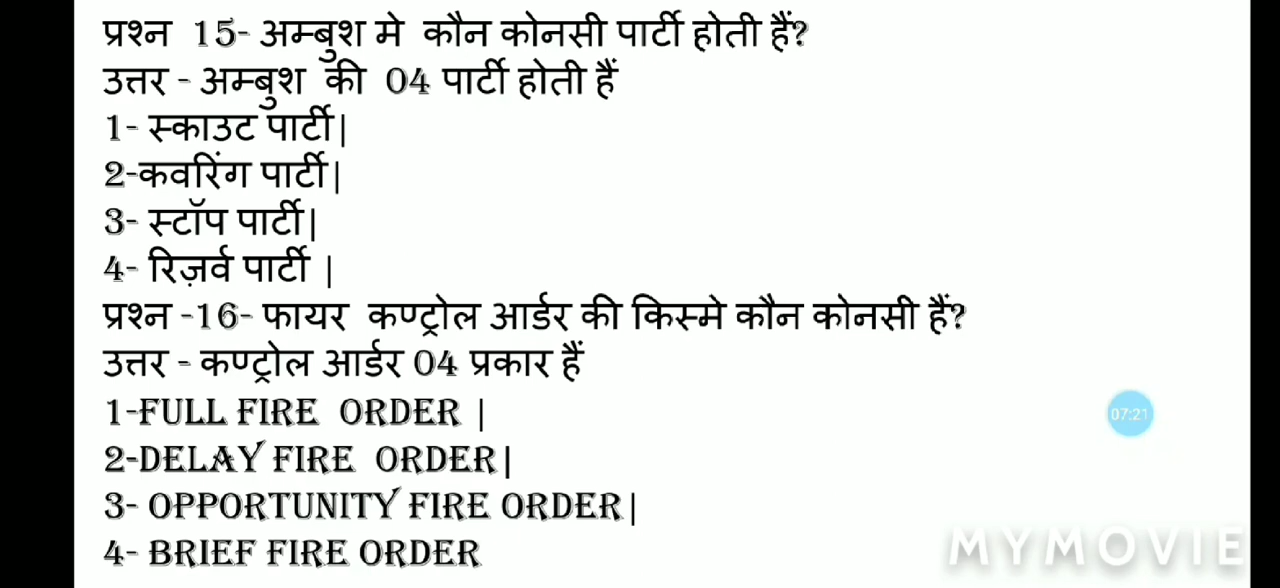 प्रश्न 15- अम्बुश मे कौन कोनसी पार्टी होती हैं?
उत्तर - अम्बुश की 04 पार्टी होती हैं
1- स्काउट पार्टी|
2-कवरिंग पार्टी|
3- स्टॉप पार्टी|
4- रिज़र्व पार्टी |
प्रश्न -16- फायर कण्ट्रोल आर्डर की किस्मे कौन कोनसी हैं?
उत्तर - कण्ट्रोल आर्डर 04 प्रकार हैं
1-FULL FIRE ORDER |
07:21
2-DELAY FIRE ORDER|
3- OPPORTUNITY FIRE ORDER|
4- BRIEF FIRE ORDER
MYMOVIE